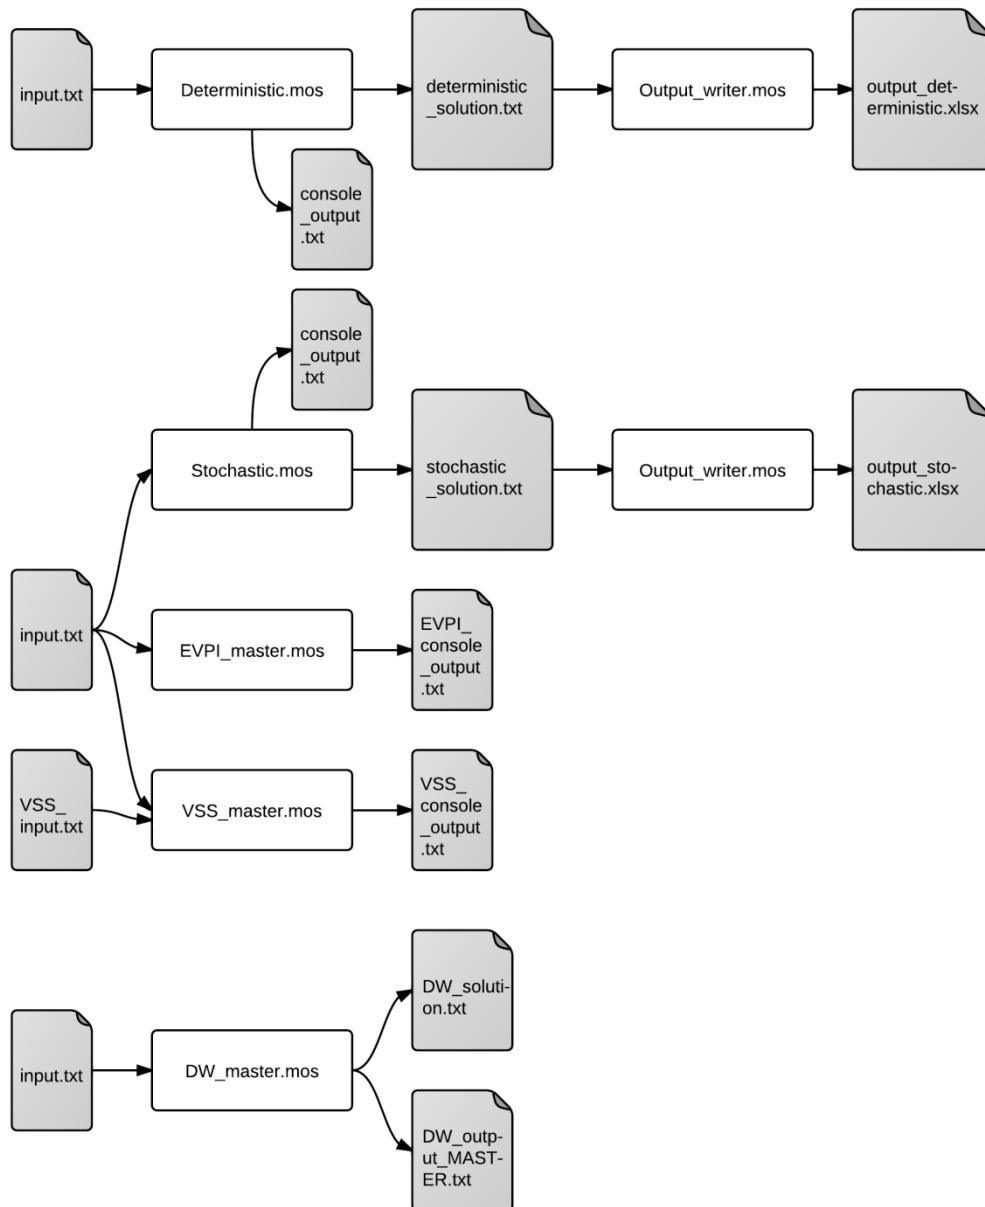 input.txt
Deterministic.mos
deterministic
_solution.txt
Output_writer.mos
output_det-
erministic.xlsx
console
_output
.txt
console
_output
.txt
Stochastic.mos
stochastic
_solution.txt
Output_writer.mos
output_sto-
chastic.xlsx
input.txt
EVPI_master.mos
EVPI_
console
_output
.txt
VSS_
input.txt
VSS_master.mos
VSS_
console
_output
.txt
DW_soluti-
on.txt
input.txt
DW_master.mos
DW_outp-
ut_MAST-
ER.txt